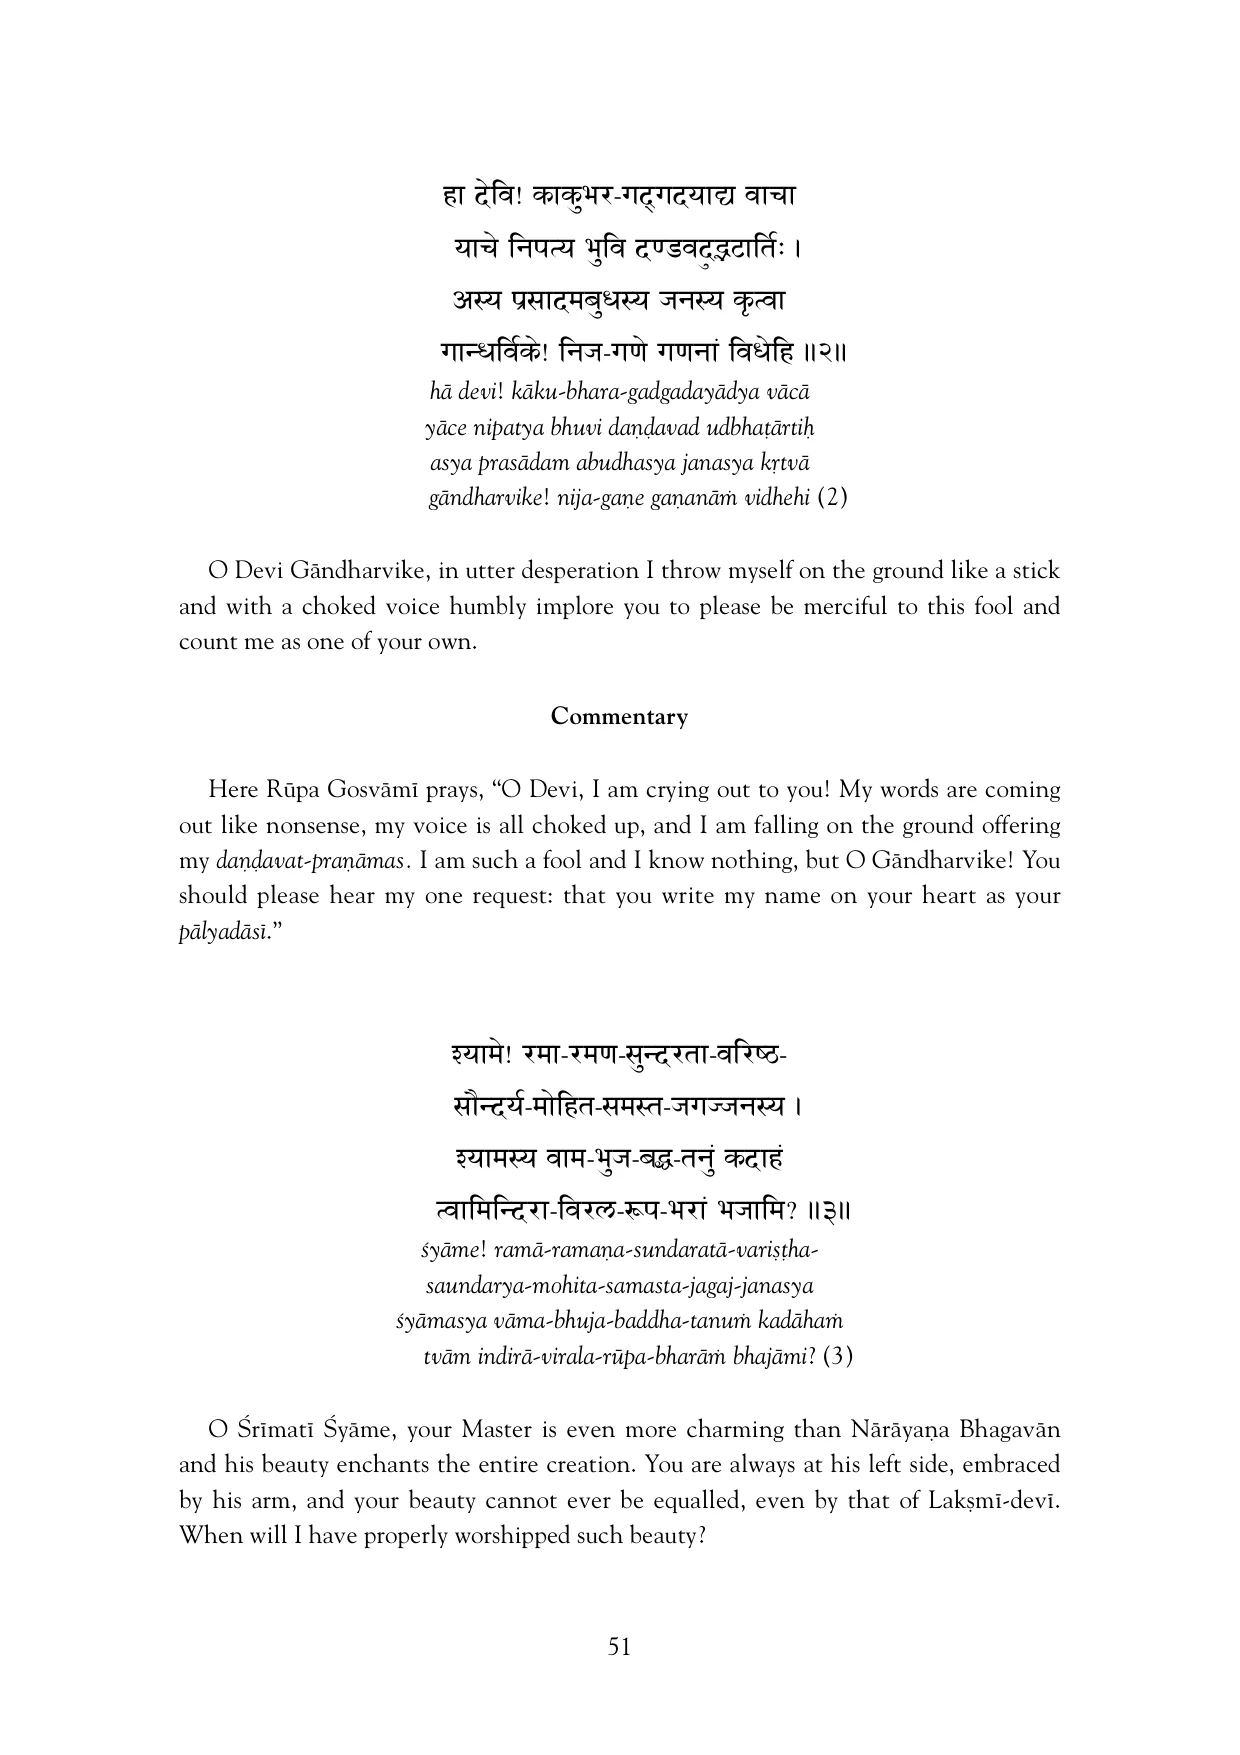 हा देवि! काकुभर-गद्गदयाद्य वाचा
याचे निपत्य भुवि दण्डवदुद्भटार्तिः ।
अस्य प्रसादमबुधस्य जनस्य कृत्वा
गान्धर्विके! निज-गणे गणनां विधेहि ॥२॥
hā devi! kāku-bhara-gadgadayādya vācā
yāce nipatya bhuvi daṇḍavad udbhaṭārtiḥ
asya prasādam abudhasya janasya kṛtvā
gāndharvike! nija-gaṇe gaṇanāṁ vidhehi (2)
O Devi Gāndharvike, in utter desperation I throw myself on the ground like a stick
and with a choked voice humbly implore you to please be merciful to this fool and
count me as one of your own.
Commentary
Here Rūpa Gosvāmī prays, “O Devi, I am crying out to you! My words are coming
out like nonsense, my voice is all choked up, and I am falling on the ground offering
my daṇḍavat-praṇāmas. I am such a fool and I know nothing, but O Gāndharvike! You
should please hear my one request: that you write my name on your heart as your
pālyadāsī.”
श्यामे! रमा-रमण-सुन्दरता-वरिष्ठ-
सौन्दर्य-मोहित-समस्त-जगज्जनस्य ।
श्यामस्य वाम-भुज-बद्ध-तनुं कदाहं
त्वामिन्दिरा-विरल-रूप-भरां भजामि? ॥३॥
śyāme! ramā-ramaṇa-sundaratā-variṣṭha-
saundarya-mohita-samasta-jagaj-janasya
śyāmasya vāma-bhuja-baddha-tanuṁ kadāhaṁ
tvām indirā-virala-rūpa-bharāṁ bhajāmi? (3)
O Śrīmatī Śyāme, your Master is even more charming than Nārāyaṇa Bhagavān
and his beauty enchants the entire creation. You are always at his left side, embraced
by his arm, and your beauty cannot ever be equalled, even by that of Lakṣmī-devī.
When will I have properly worshipped such beauty?
51